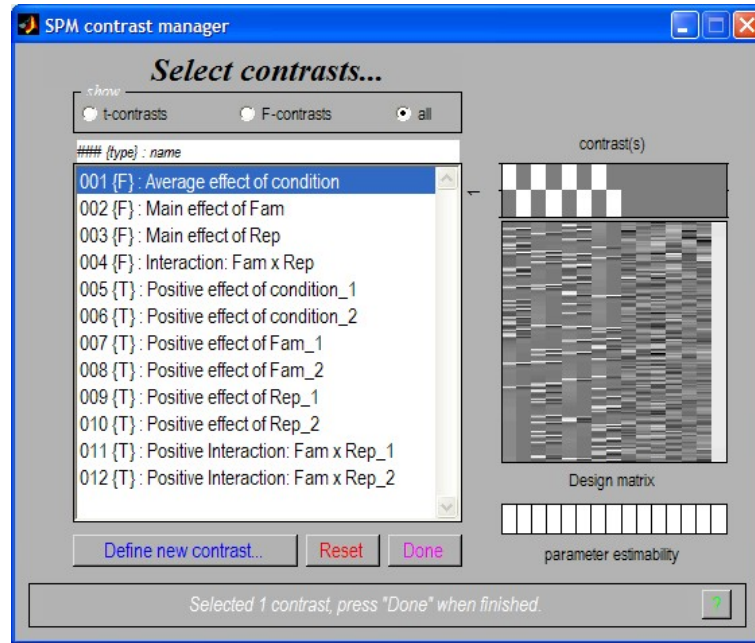 SPM contrast manager
Select contrasts...
show
t-contrasts F-contrasts all
### {type} : name
001 {F} : Average effect of condition
002 {F} : Main effect of Fam
003 {F} : Main effect of Rep
004 {F} : Interaction: Fam x Rep
005 {T} : Positive effect of condition_1
006 {T} : Positive effect of condition_2
007 {T} : Positive effect of Fam_1
008 {T} : Positive effect of Fam_2
009 {T} : Positive effect of Rep_1
010 {T} : Positive effect of Rep_2
011 {T} : Positive Interaction: Fam x Rep_1
012 {T} : Positive Interaction: Fam x Rep_2
Define new contrast... Reset Done
contrast(s)
1
Design matrix
parameter estimability
Selected 1 contrast, press "Done" when finished.
?